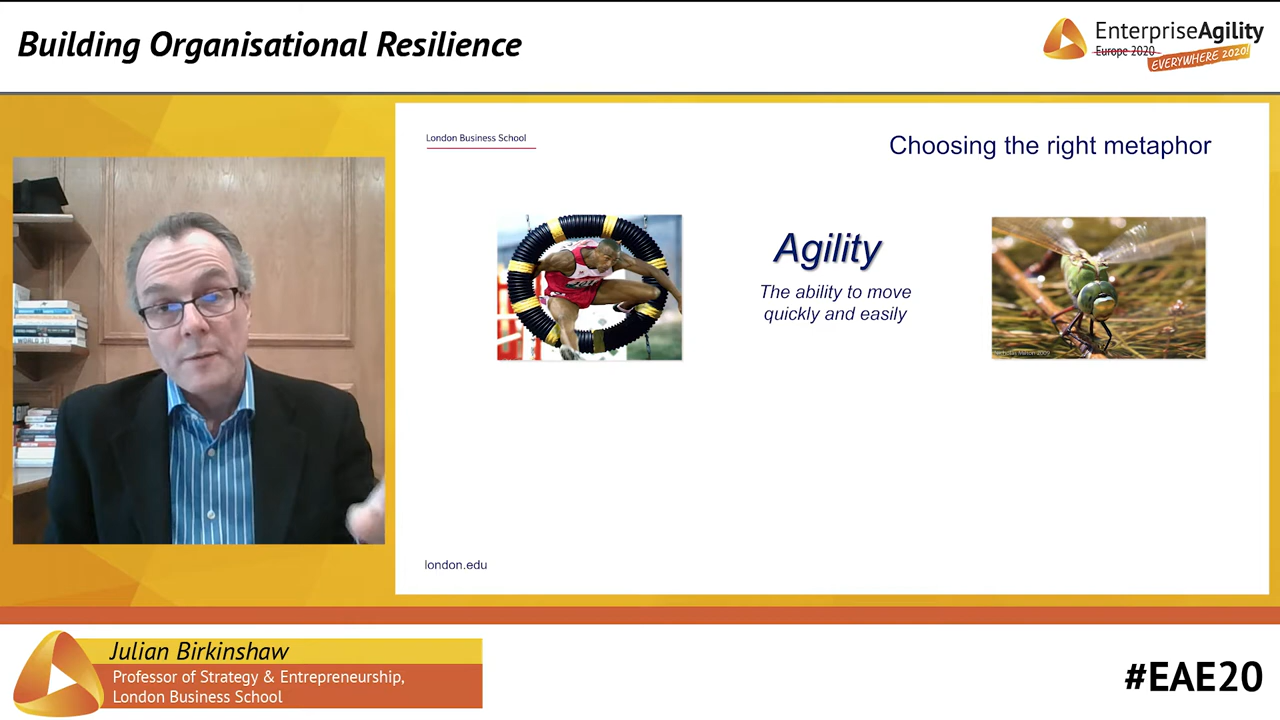 Building Organisational Resilience
EnterpriseAgility
Europe 2020
EVERYWHERE 2020!
London Business School
Choosing the right metaphor
Agility
The ability to move
quickly and easily
london.edu
Julian Birkinshaw
Professor of Strategy & Entrepreneurship,
London Business School
#EAE20